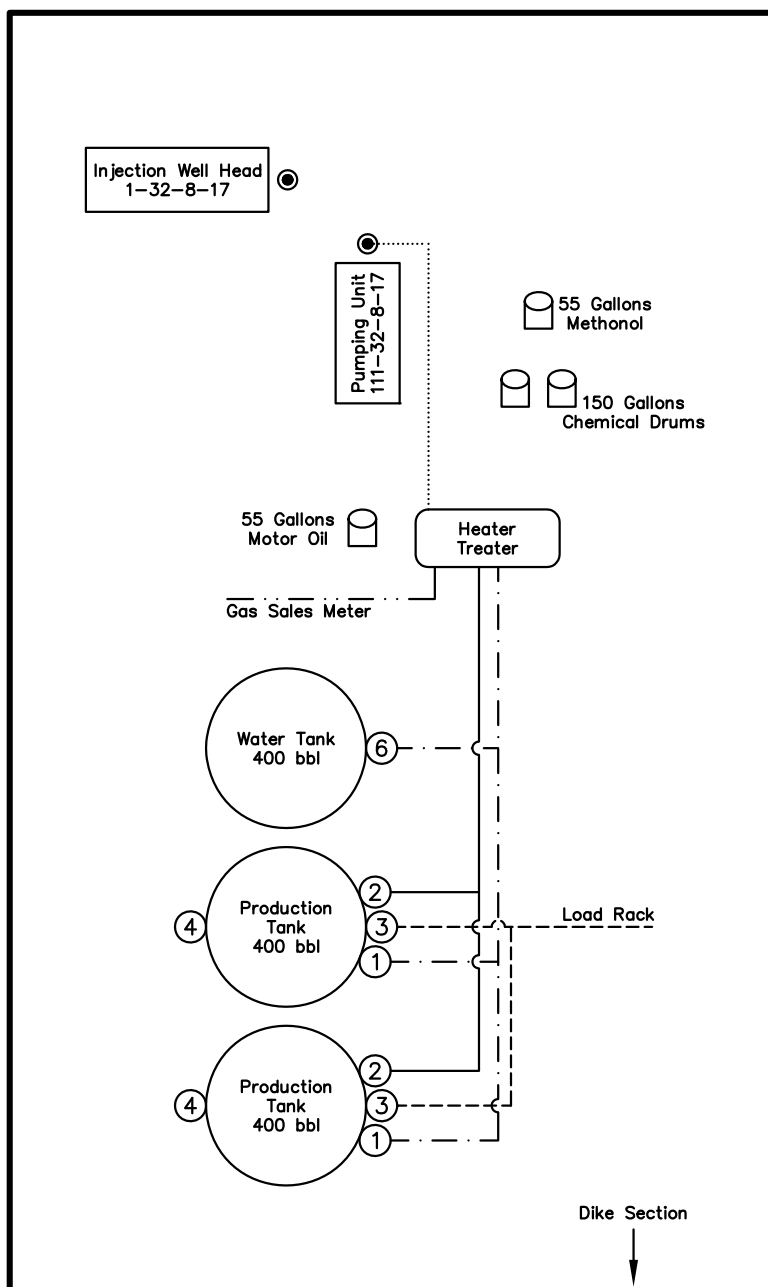 Injection Well Head
1-32-8-17
Pumping Unit
111-32-8-17
55 Gallons
Methonol
150 Gallons
Chemical Drums
55 Gallons
Motor Oil
Heater
Treater
Gas Sales Meter
Water Tank
400 bbl
6
Production
Tank
400 bbl
4
2
3
1
Load Rack
Production
Tank
400 bbl
4
2
3
1
Dike Section